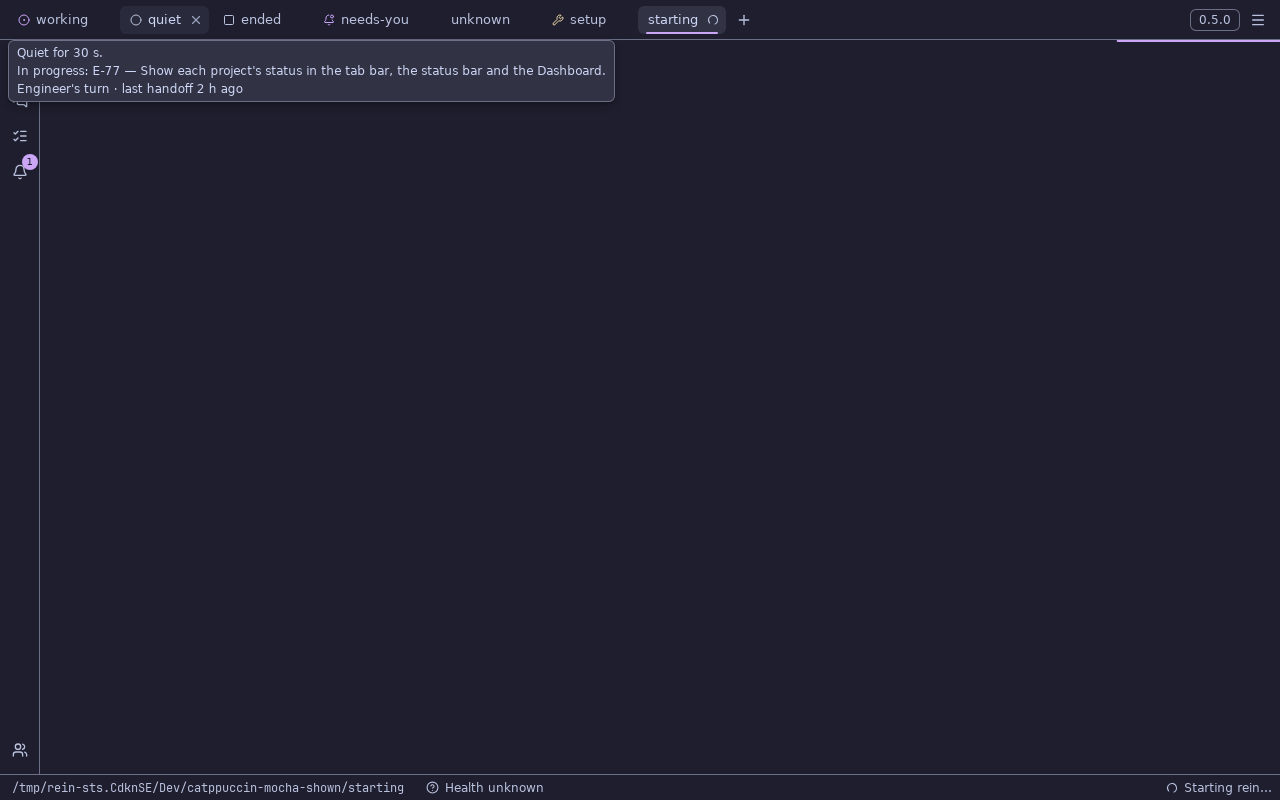 working quiet ended needs-you unknown setup starting 0.5.0
Quiet for 30 s.
In progress: E-77 — Show each project's status in the tab bar, the status bar and the Dashboard.
Engineer's turn · last handoff 2 h ago
1
/tmp/rein-sts.CdknSE/Dev/catppuccin-mocha-shown/starting Health unknown Starting rein…